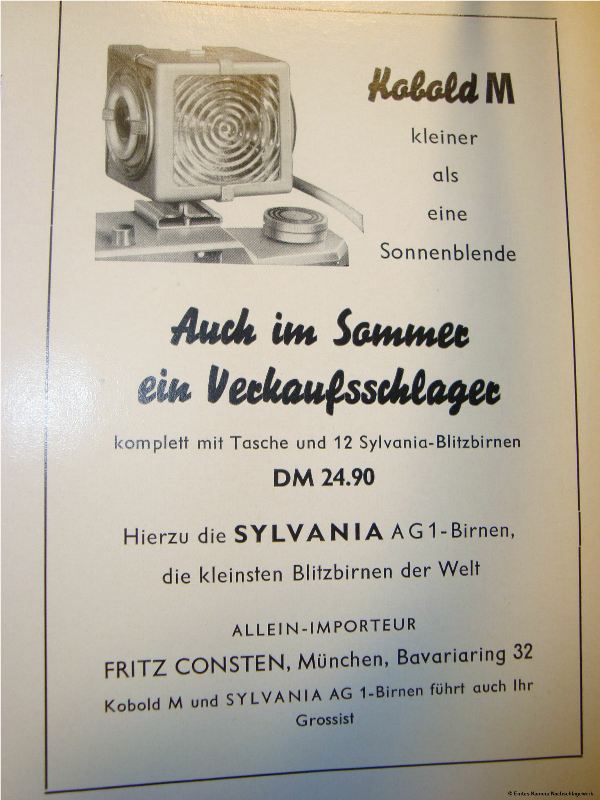 Kobold M
kleiner
als
eine
Sonnenblende
Auch im Sommer
ein Verkaufsschlager
komplett mit Tasche und 12 Sylvania-Blitzbirnen
DM 24.90
Hierzu die SYLVANIA AG1-Birnen,
die kleinsten Blitzbirnen der Welt
ALLEIN-IMPORTEUR
FRITZ CONSTEN, München, Bavariaring 32
Kobold M und SYLVANIA AG 1-Birnen führt auch Ihr
Grossist